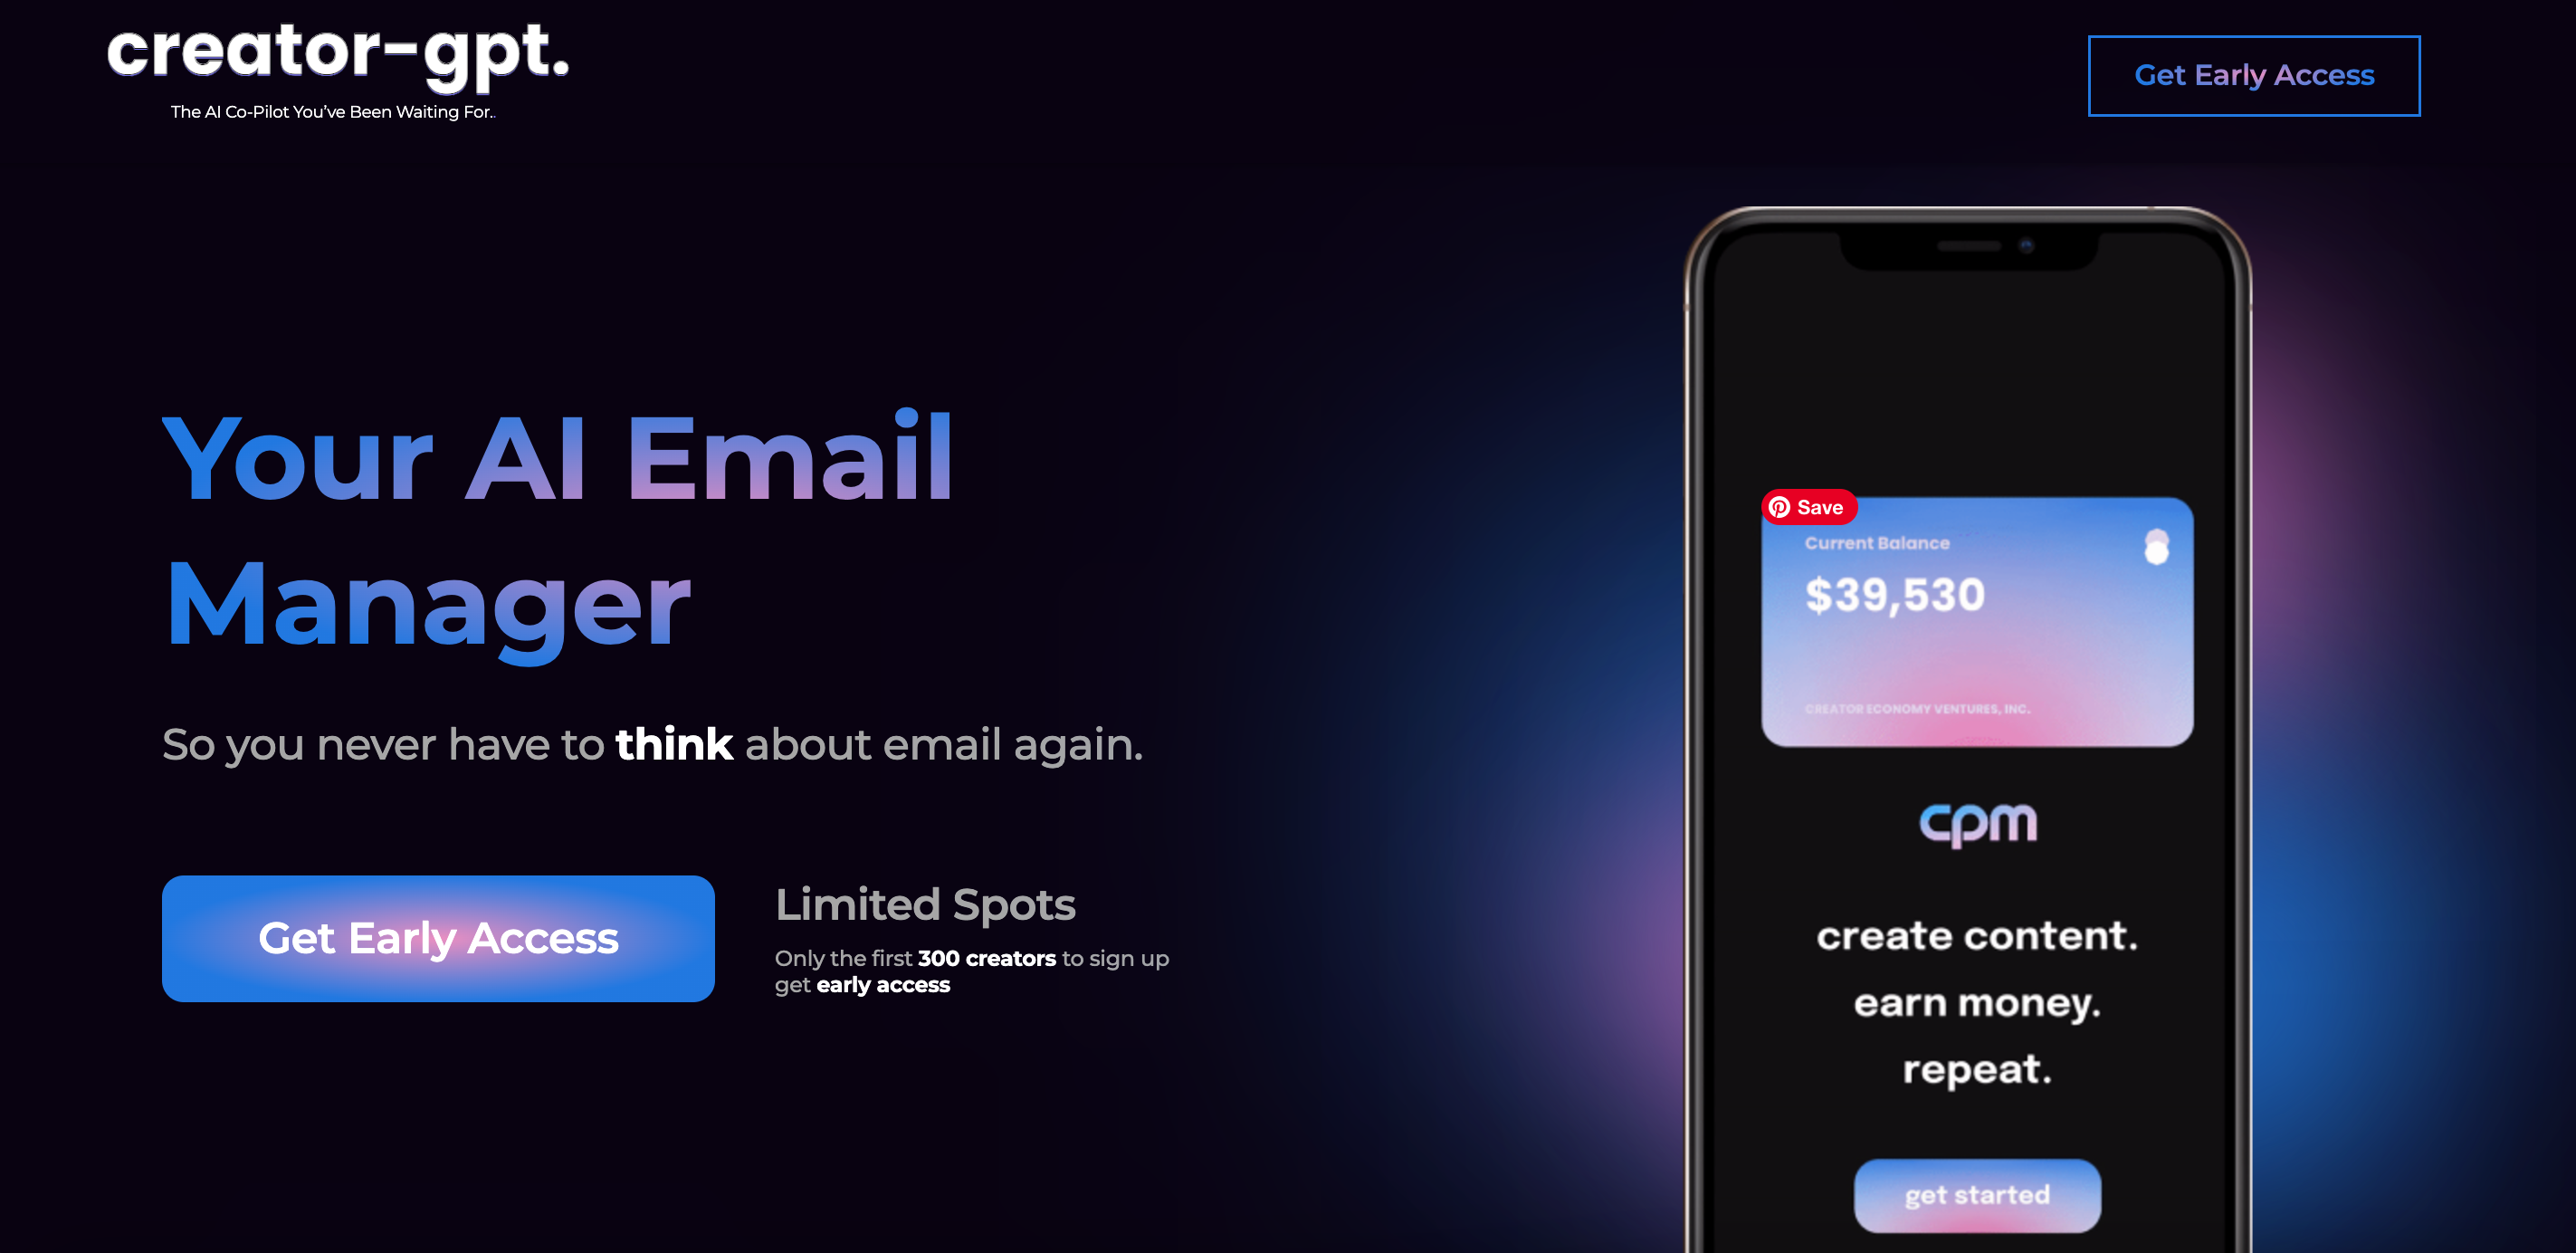 creator-gpt.
The AI Co-Pilot You've Been Waiting For..
Get Early Access
Your AI Email
Manager
So you never have to think about email again.
Get Early Access
Limited Spots
Only the first 300 creators to sign up
get early access
Save
Current Balance
$39,530
CREATOR ECONOMY VENTURES, INC.
cpm
create content.
earn money.
repeat.
get started